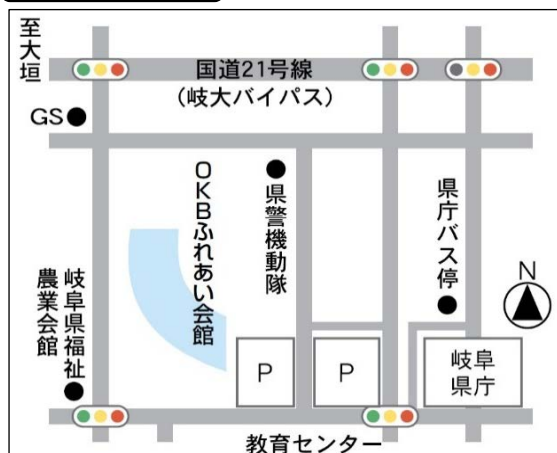 至大垣
国道21号線
(岐大バイパス)
GS
OKBふれあい会館
県警機動隊
県庁バス停
N
岐阜県福祉
農業会館
P
P
岐阜
県庁
教育センター